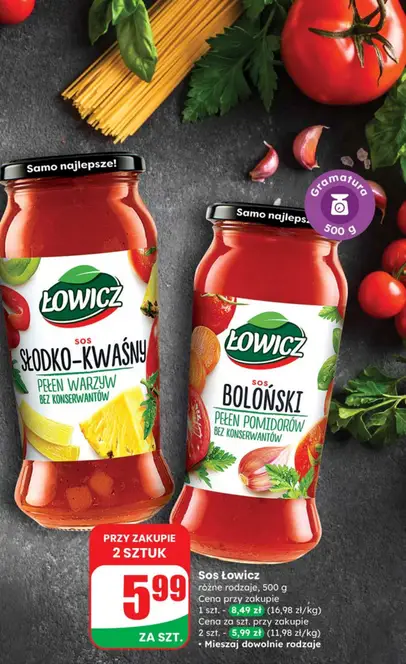 Samo najlepsze!
Gramatura
500 g
Samo najleps
ŁOWICZ
SOS
SŁODKO-KWAŚNY
PEŁEN WARZYW
BEZ KONSERWANTÓW
ŁOWICZ
SOS
BOLOŃSKI
PEŁEN POMIDORÓW
BEZ KONSERWANTÓW
PRZY ZAKUPIE
2 SZTUK
5.99
ZA SZT.
Sos Łowicz
różne rodzaje, 500 g
Cena przy zakupie
1 szt. - 8,49 zł (16,98 zł/kg)
Cena za szt. przy zakupie
2 szt. - 5,99 zł (11,98 zł/kg)
• Mieszaj dowolnie rodzaje